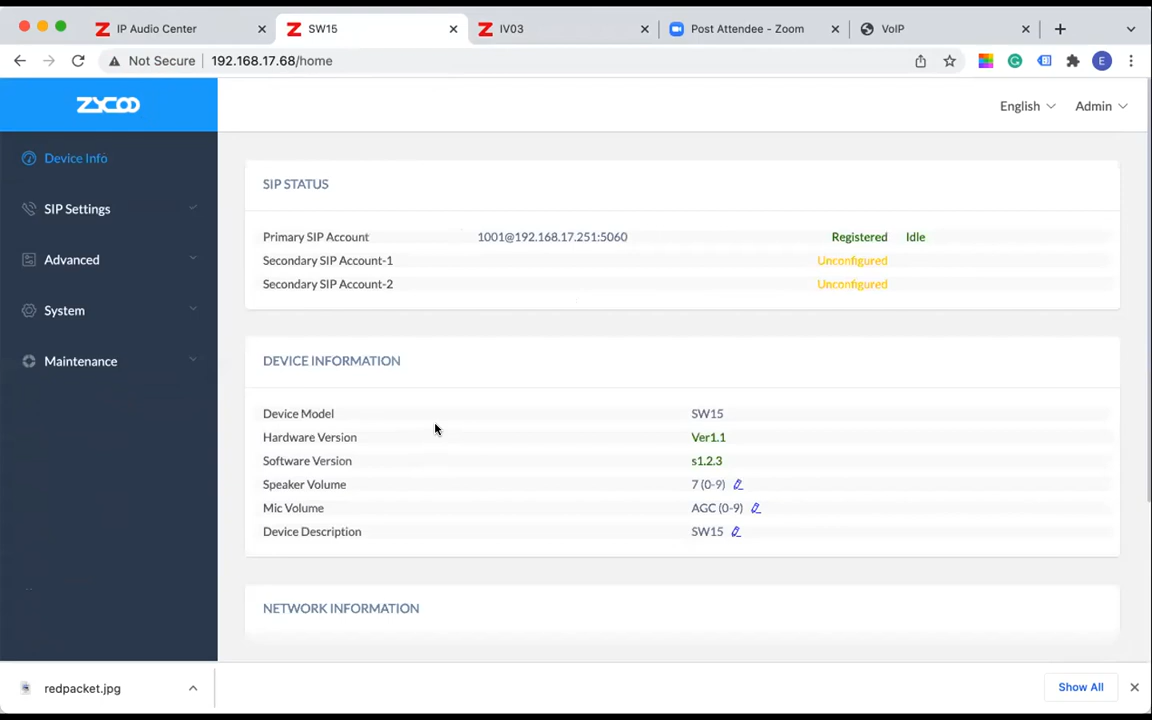 IP Audio Center
SW15
IV03
Post Attendee - Zoom
VoIP
Not Secure 192.168.17.68/home
E
ZYCOO
English
Admin
Device Info
SIP Settings
Advanced
System
Maintenance
SIP STATUS
Primary SIP Account 1001@192.168.17.251:5060 Registered Idle
Secondary SIP Account-1 Unconfigured
Secondary SIP Account-2 Unconfigured
DEVICE INFORMATION
Device Model SW15
Hardware Version Ver1.1
Software Version s1.2.3
Speaker Volume 7 (0-9)
Mic Volume AGC (0-9)
Device Description SW15
NETWORK INFORMATION
redpacket.jpg
Show All